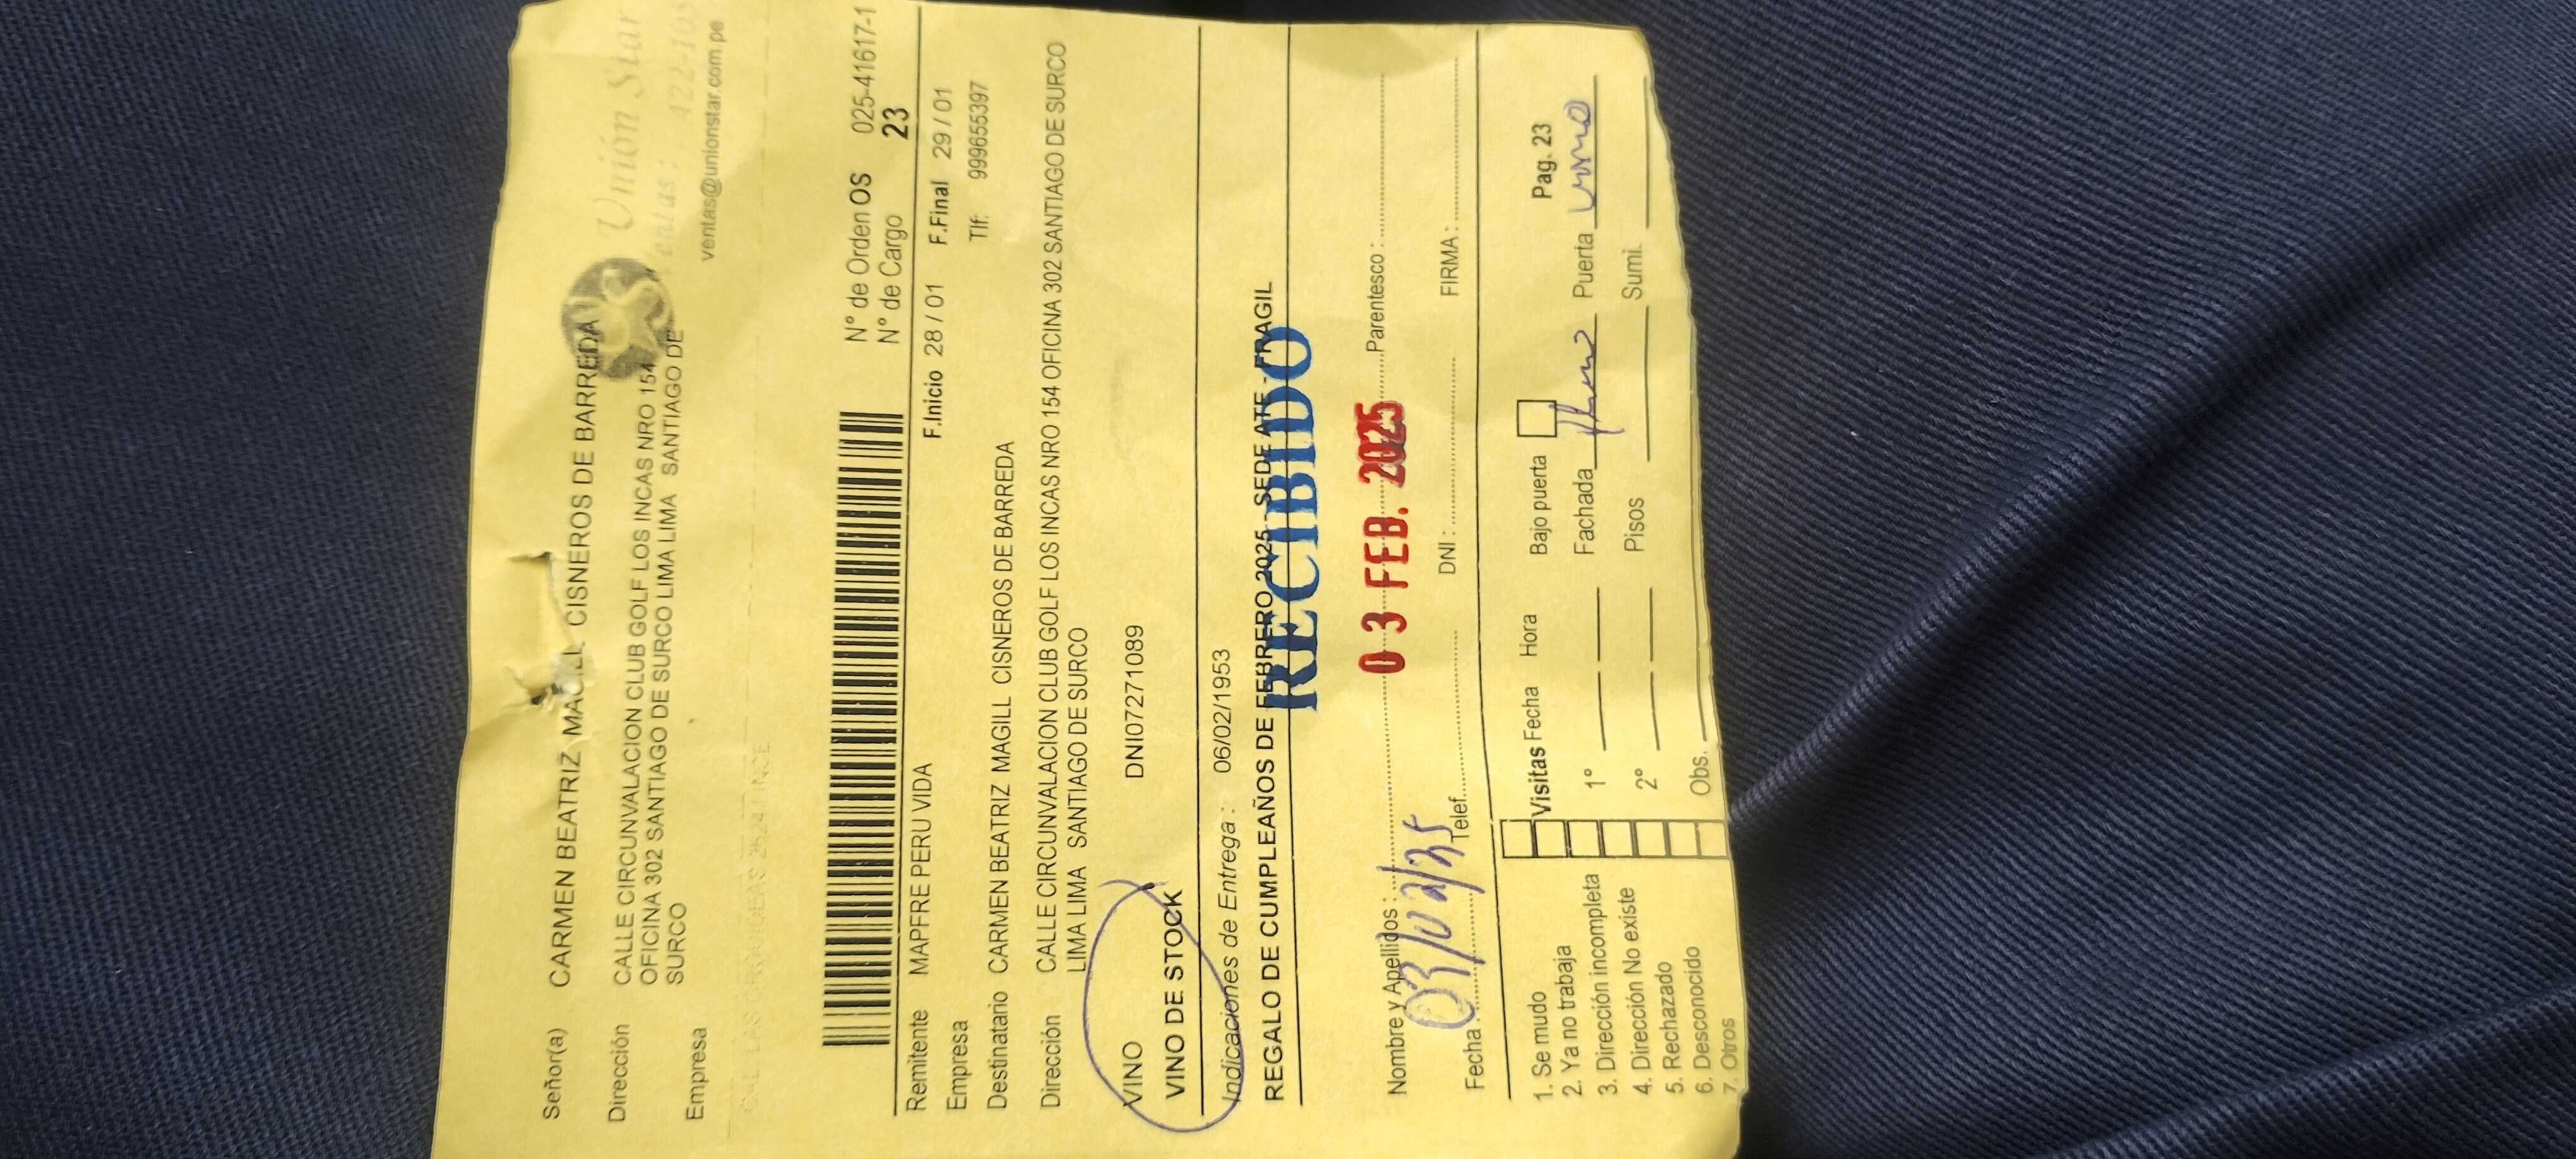 Unión Star
Ventas : 422-105
ventas@unionstar.com.pe
Señor(a) CARMEN BEATRIZ MAGILL CISNEROS DE BARREDA
Dirección CALLE CIRCUNVALACION CLUB GOLF LOS INCAS NRO 154
OFICINA 302 SANTIAGO DE SURCO LIMA LIMA SANTIAGO DE
SURCO
Empresa
N° de Orden OS 025-41617-1
N° de Cargo 23
Remitente MAPFRE PERU VIDA F.Inicio 28 / 01 F.Final 29 / 01
Empresa Tlf: 999655397
Destinatario CARMEN BEATRIZ MAGILL CISNEROS DE BARREDA
Dirección CALLE CIRCUNVALACION CLUB GOLF LOS INCAS NRO 154 OFICINA 302 SANTIAGO DE SURCO
LIMA LIMA SANTIAGO DE SURCO
VINO DNI07271089
VINO DE STOCK
Indicaciones de Entrega : 06/02/1953
REGALO DE CUMPLEAÑOS DE FEBRERO 2025 - SEDE ATE -FRAGIL
RECIBIDO
03 FEB. 2025
Nombre y Apellidos : Parentesco :
03/02/25
Fecha : Telef. DNI : FIRMA :
1. Se mudo
2. Ya no trabaja
3. Dirección incompleta
4. Dirección No existe
5. Rechazado
6. Desconocido
7. Otros
Visitas Fecha Hora Bajo puerta Pag. 23
1° Fachada Puerta
2° Pisos Sumi.
Obs.